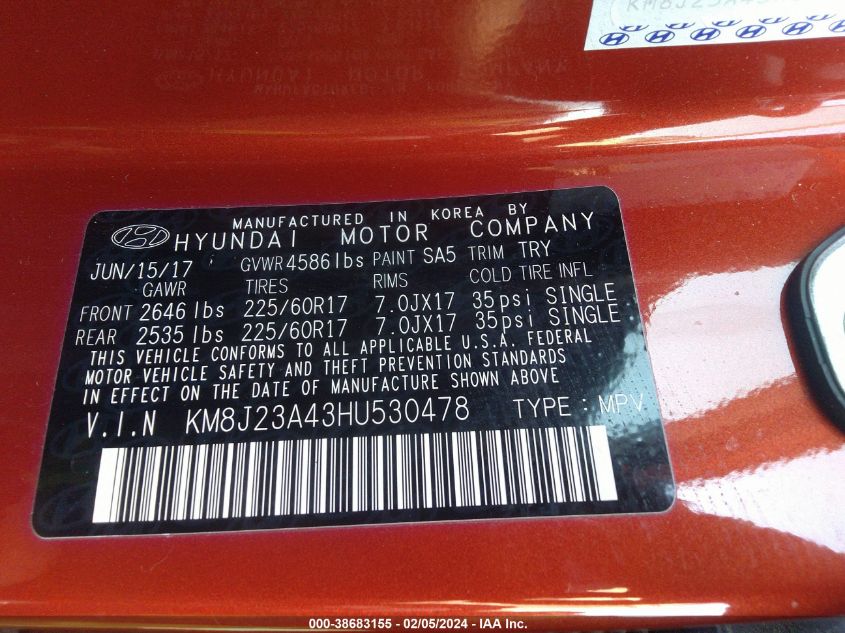 KM8J23A43
MANUFACTURED IN KOREA BY
HYUNDAI MOTOR COMPANY
JUN/15/17 GVWR 4586 lbs PAINT SA5 TRIM TRY
GAWR TIRES RIMS COLD TIRE INFL
FRONT 2646 lbs 225/60R17 7.0JX17 35psi SINGLE
REAR 2535 lbs 225/60R17 7.0JX17 35psi SINGLE
THIS VEHICLE CONFORMS TO ALL APPLICABLE U.S.A. FEDERAL
MOTOR VEHICLE SAFETY AND THEFT PREVENTION STANDARDS
IN EFFECT ON THE DATE OF MANUFACTURE SHOWN ABOVE.
V.I.N KM8J23A43HU530478 TYPE : MPV
000-38683155 - 02/05/2024 - IAA Inc.